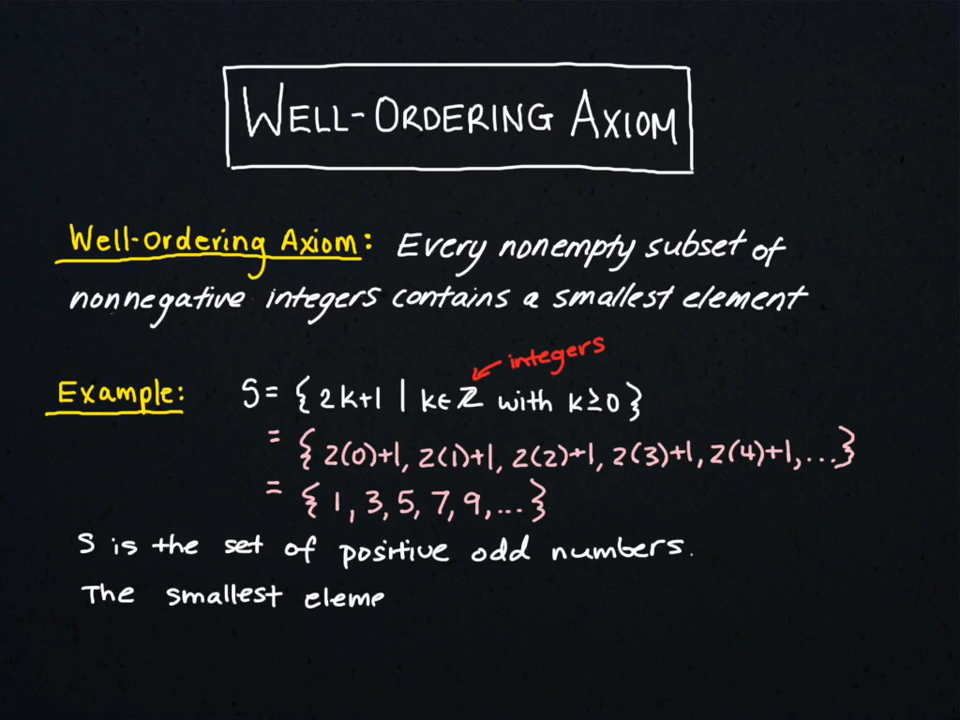 WELL-ORDERING AXIOM
Well-Ordering Axiom: Every nonempty subset of
nonnegative integers contains a smallest element
integers
Example: S = { 2k+1 | k∈ℤ with k≥0 }
= { 2(0)+1, 2(1)+1, 2(2)+1, 2(3)+1, 2(4)+1, ... }
= { 1, 3, 5, 7, 9, ... }
S is the set of positive odd numbers.
The smallest eleme